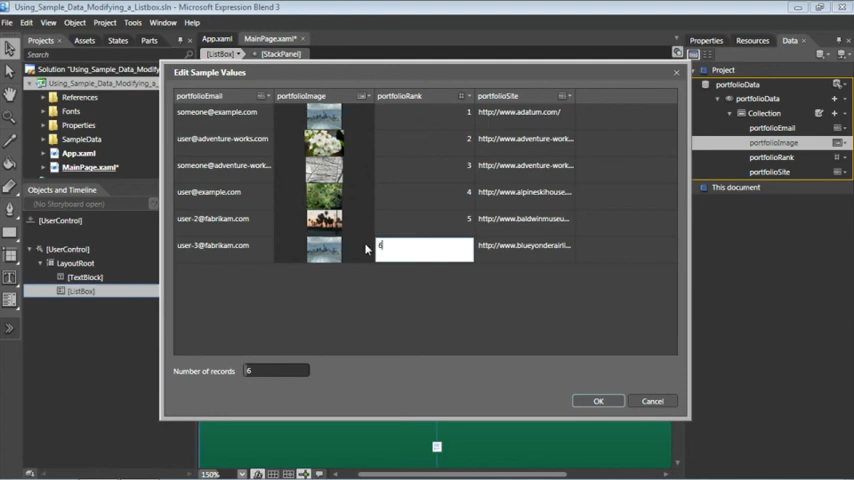 Using_Sample_Data_Modifying_a_Listbox.sln - Microsoft Expression Blend 3
File Edit View Object Project Tools Window Help
Projects Assets States Parts
App.xaml MainPage.xaml*
Properties Resources Data
Search
[ListBox] [StackPanel]
Solution "Using_Sample_Data_Modify
Using_Sample_Data_Modifying_a_
References
Fonts
Properties
SampleData
App.xaml
MainPage.xaml*
Objects and Timeline
(No Storyboard open)
[UserControl]
[UserControl]
LayoutRoot
[TextBlock]
[ListBox]
Edit Sample Values
portfolioEmail portfolioImage portfolioRank portfolioSite
someone@example.com 1 http://www.adatum.com/
user@adventure-works.com 2 http://www.adventure-work...
someone@adventure-work... 3 http://www.adventure-work...
user@example.com 4 http://www.alpineskihouse....
user-2@fabrikam.com 5 http://www.baldwinmuseu...
user-3@fabrikam.com 6 http://www.blueyonderairli...
Number of records 6
OK Cancel
Project
portfolioData
portfolioData
Collection
portfolioEmail
portfolioImage
portfolioRank
portfolioSite
This document
150%